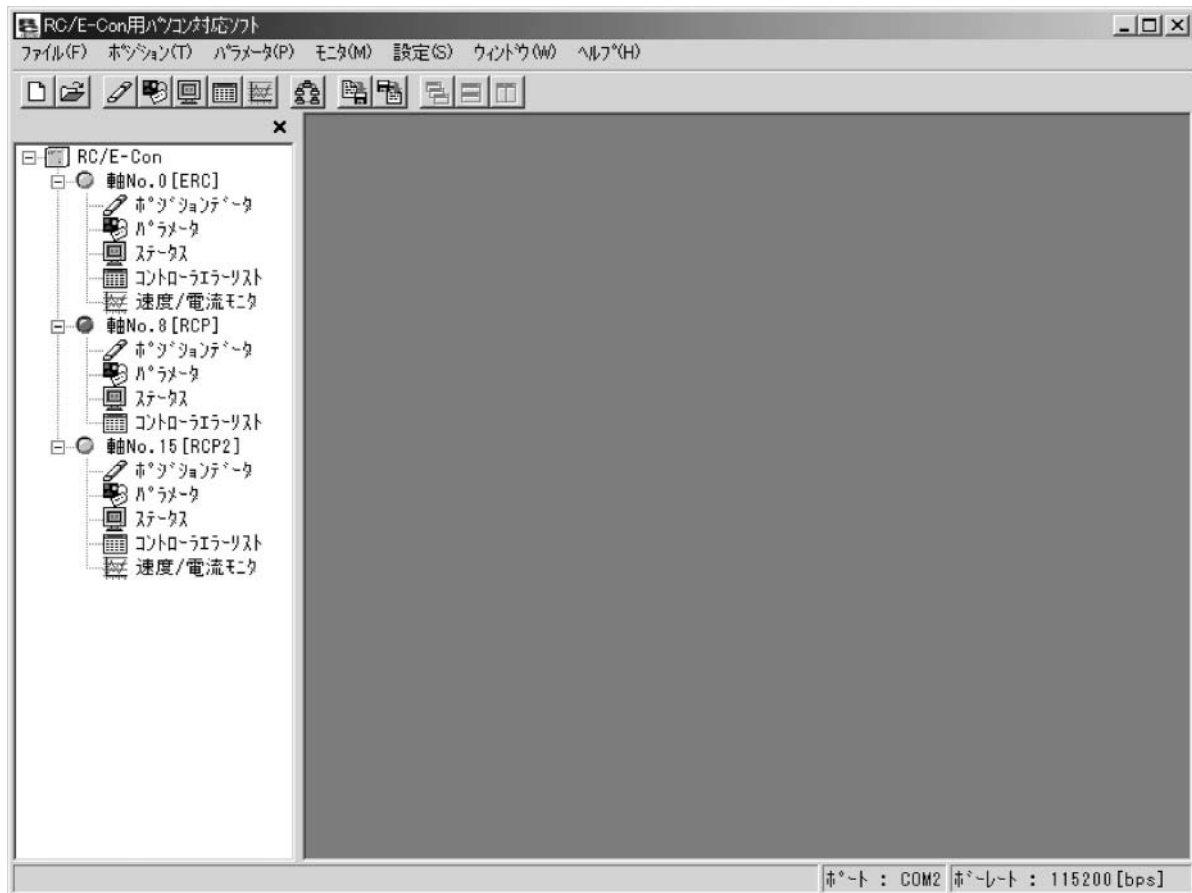 RC/E-Con用ﾊﾟｿｺﾝ対応ｿﾌﾄ
ﾌｧｲﾙ(F) ﾎﾟｼﾞｼｮﾝ(T) ﾊﾟﾗﾒｰﾀ(P) ﾓﾆﾀ(M) 設定(S) ｳｨﾝﾄﾞｳ(W) ﾍﾙﾌﾟ(H)
RC/E-Con
軸No.0[ERC]
ﾎﾟｼﾞｼｮﾝﾃﾞｰﾀ
ﾊﾟﾗﾒｰﾀ
ｽﾃｰﾀｽ
ｺﾝﾄﾛｰﾗｴﾗｰﾘｽﾄ
速度/電流ﾓﾆﾀ
軸No.8[RCP]
ﾎﾟｼﾞｼｮﾝﾃﾞｰﾀ
ﾊﾟﾗﾒｰﾀ
ｽﾃｰﾀｽ
ｺﾝﾄﾛｰﾗｴﾗｰﾘｽﾄ
軸No.15[RCP2]
ﾎﾟｼﾞｼｮﾝﾃﾞｰﾀ
ﾊﾟﾗﾒｰﾀ
ｽﾃｰﾀｽ
ｺﾝﾄﾛｰﾗｴﾗｰﾘｽﾄ
速度/電流ﾓﾆﾀ
ﾎﾟｰﾄ : COM2 ﾎﾞｰﾚｰﾄ : 115200[bps]